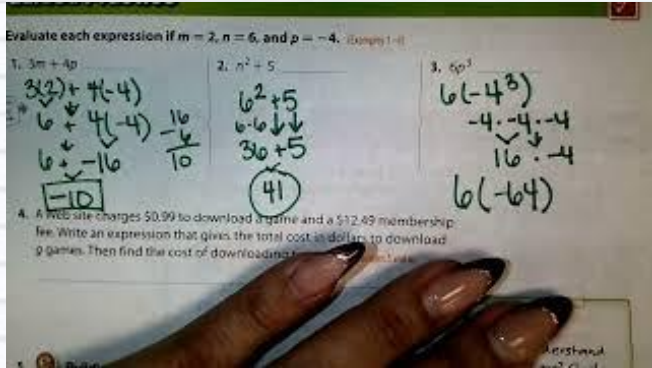 Evaluate each expression if m = 2, n = 6, and p = −4.
1. 3m + 4p
3(2) + 4(-4)
6 + 4(-4)
6 + -16
-10
16
- 6
10
2. n² + 5
6² + 5
6·6
36 + 5
41
3. 6p³
6(-4³)
-4 · -4 · -4
16 · -4
6(-64)
4. A Web site charges $0.99 to download a game and a $12.49 membership
fee. Write an expression that gives the total cost in dollars to download
g games. Then find the cost of downloading